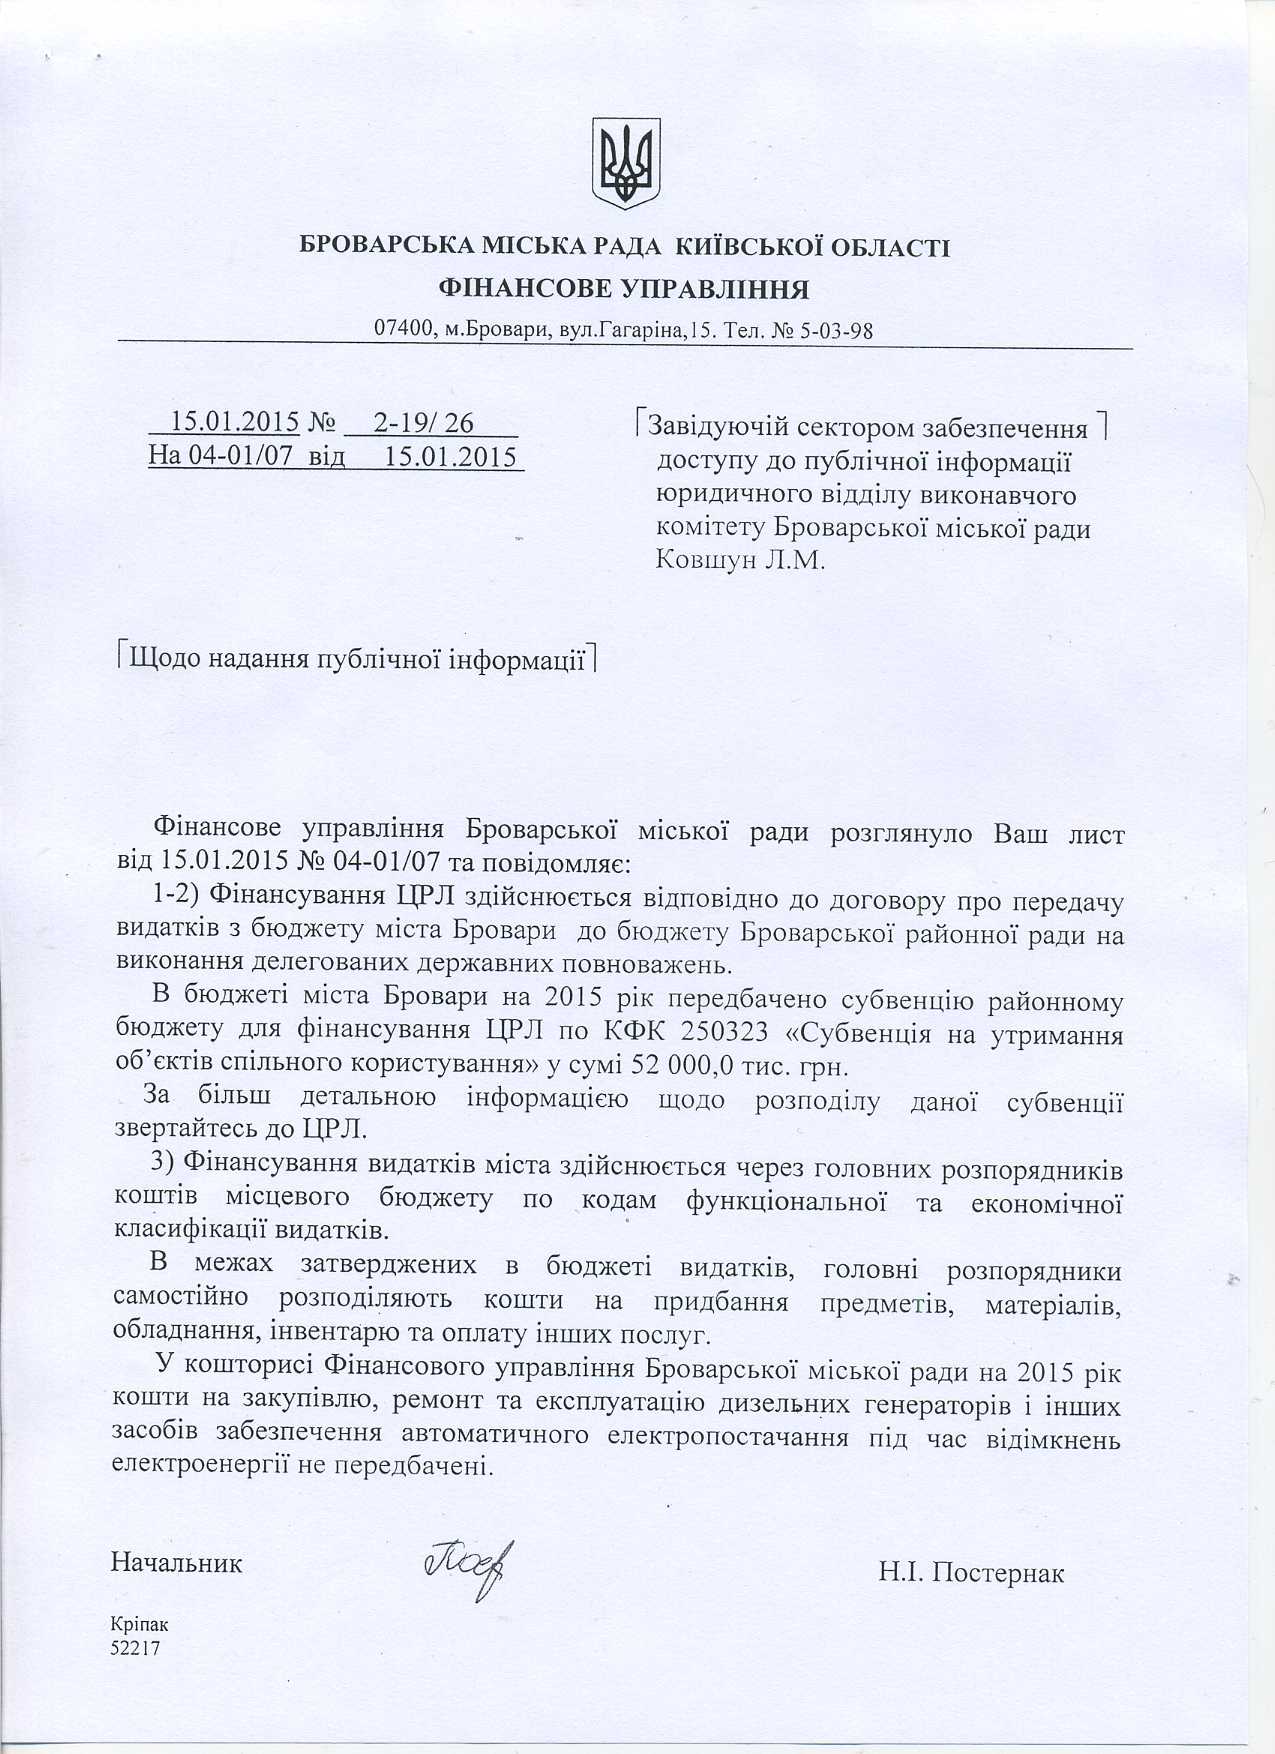 БРОВАРСЬКА МІСЬКА РАДА КИЇВСЬКОЇ ОБЛАСТІ
ФІНАНСОВЕ УПРАВЛІННЯ
07400, м.Бровари, вул.Гагаріна,15. Тел. № 5-03-98
15.01.2015 № 2-19/ 26
На 04-01/07 від 15.01.2015
Завідуючій сектором забезпечення
доступу до публічної інформації
юридичного відділу виконавчого
комітету Броварської міської ради
Ковшун Л.М.
Щодо надання публічної інформації
Фінансове управління Броварської міської ради розглянуло Ваш лист
від 15.01.2015 № 04-01/07 та повідомляє:
1-2) Фінансування ЦРЛ здійснюється відповідно до договору про передачу
видатків з бюджету міста Бровари до бюджету Броварської районної ради на
виконання делегованих державних повноважень.
В бюджеті міста Бровари на 2015 рік передбачено субвенцію районному
бюджету для фінансування ЦРЛ по КФК 250323 «Субвенція на утримання
об’єктів спільного користування» у сумі 52 000,0 тис. грн.
За більш детальною інформацією щодо розподілу даної субвенції
звертайтесь до ЦРЛ.
3) Фінансування видатків міста здійснюється через головних розпорядників
коштів місцевого бюджету по кодам функціональної та економічної
класифікації видатків.
В межах затверджених в бюджеті видатків, головні розпорядники
самостійно розподіляють кошти на придбання предметів, матеріалів,
обладнання, інвентарю та оплату інших послуг.
У кошторисі Фінансового управління Броварської міської ради на 2015 рік
кошти на закупівлю, ремонт та експлуатацію дизельних генераторів і інших
засобів забезпечення автоматичного електропостачання під час відімкнень
електроенергії не передбачені.
Начальник
Н.І. Постернак
Кріпак
52217